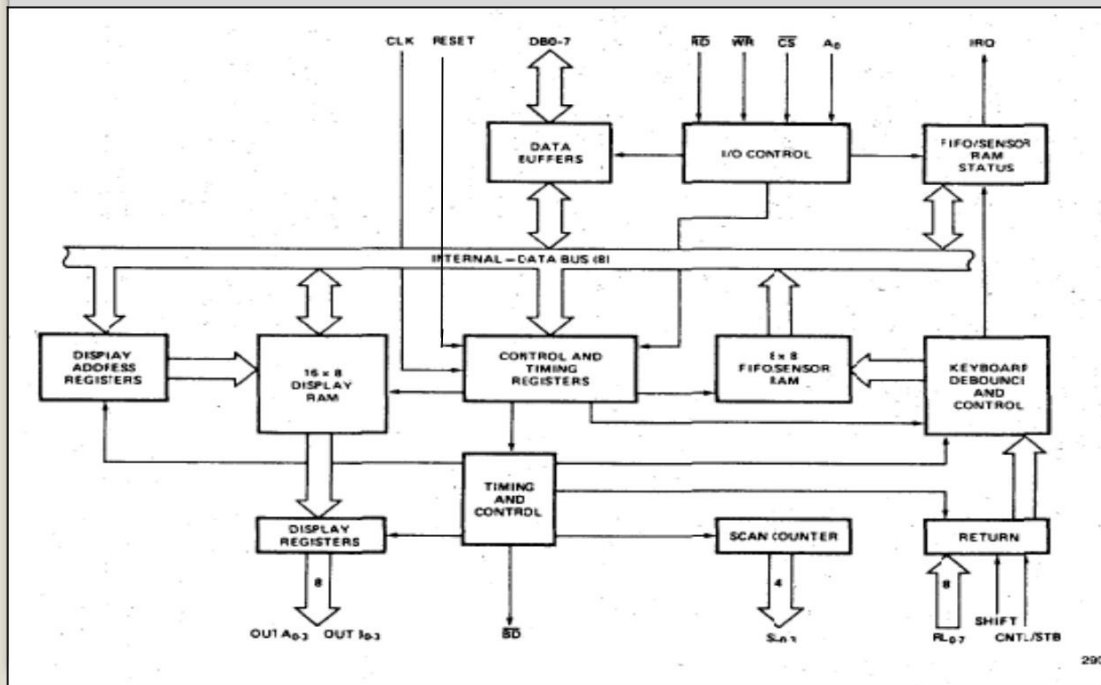 CLK RESET DB0-7 RD WR CS A0 IRQ
DATA
BUFFERS
I/O CONTROL
FIFO/SENSOR
RAM
STATUS
INTERNAL – DATA BUS (8)
DISPLAY
ADDRESS
REGISTERS
16 x 8
DISPLAY
RAM
CONTROL AND
TIMING
REGISTERS
8 x 8
FIFO/SENSOR
RAM
KEYBOARD
DEBOUNCE
AND
CONTROL
TIMING
AND
CONTROL
DISPLAY
REGISTERS
SCAN COUNTER
RETURN
8
4
8
OUT A0-3 OUT B0-3
BD
SL0-3
RL0-7
SHIFT
CNTL/STB
290